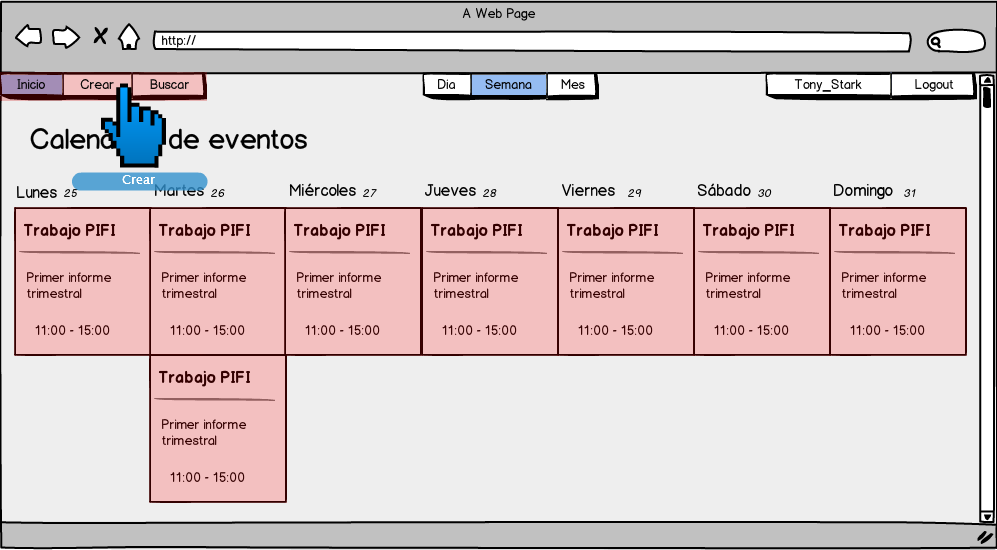 A Web Page
http://
Inicio Crear Buscar Dia Semana Mes Tony_Stark Logout
de eventos
Crear
Lunes 25 Martes 26 Miércoles 27 Jueves 28 Viernes 29 Sábado 30 Domingo 31
Trabajo PIFI Trabajo PIFI Trabajo PIFI Trabajo PIFI Trabajo PIFI Trabajo PIFI Trabajo PIFI
Primer informe Primer informe Primer informe Primer informe Primer informe Primer informe Primer informe
trimestral trimestral trimestral trimestral trimestral trimestral trimestral
11:00 - 15:00 11:00 - 15:00 11:00 - 15:00 11:00 - 15:00 11:00 - 15:00 11:00 - 15:00 11:00 - 15:00
Trabajo PIFI
Primer informe
trimestral
11:00 - 15:00